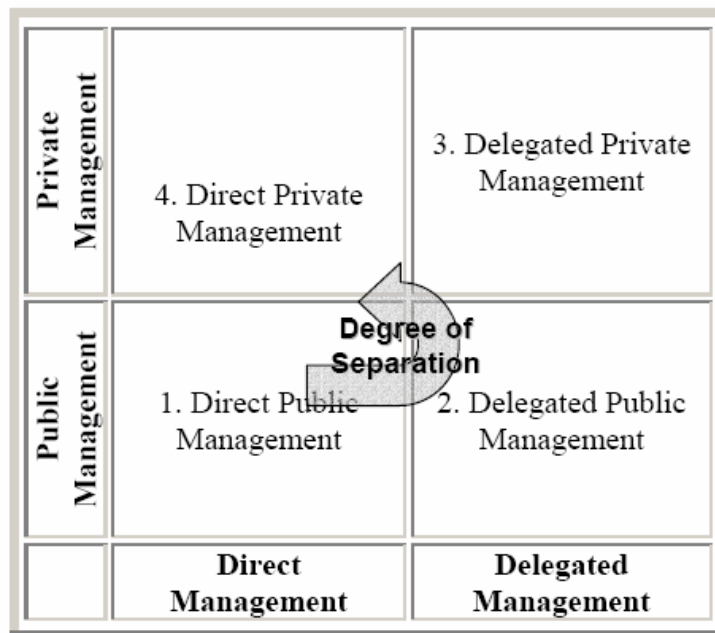 Private
Management
4. Direct Private
Management
3. Delegated Private
Management
Degree of
Separation
Public
Management
1. Direct Public
Management
2. Delegated Public
Management
Direct
Management
Delegated
Management